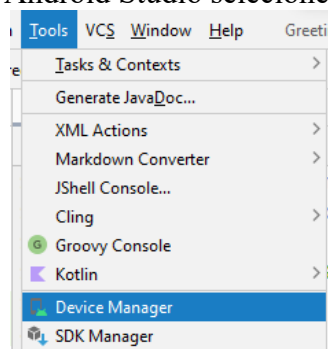 Android Studio selecione
Tools VCS Window Help Greeti
re Tasks & Contexts
Generate JavaDoc...
XML Actions
Markdown Converter
JShell Console...
Cling
G Groovy Console
Kotlin
Device Manager
SDK Manager